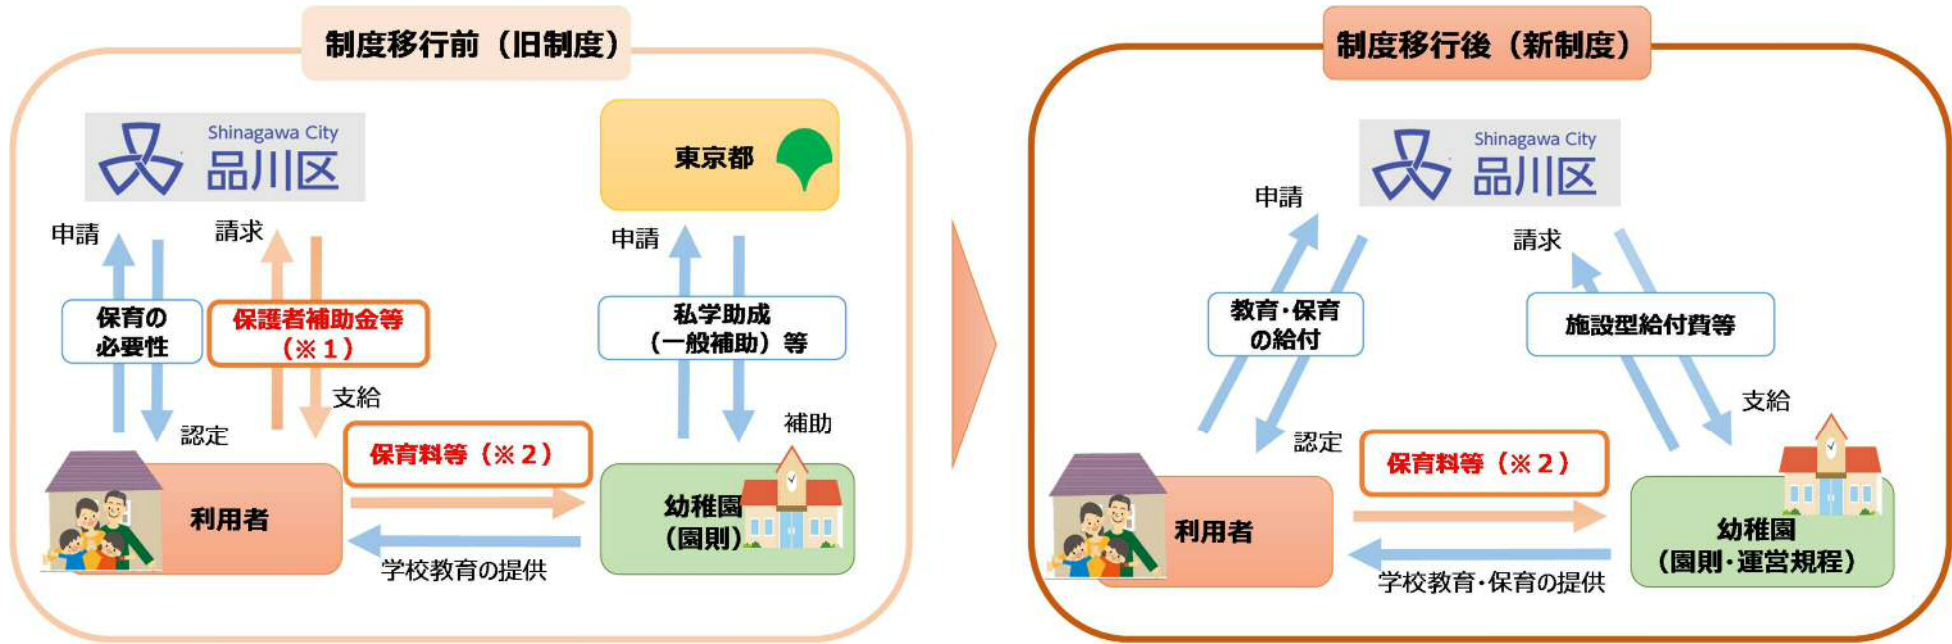 制度移行前（旧制度）
Shinagawa City
品川区
東京都
申請
請求
申請
保育の
必要性
保護者補助金等
（※１）
私学助成
（一般補助）等
認定
支給
補助
保育料等（※２）
利用者
幼稚園
（園則）
学校教育の提供
制度移行後（新制度）
Shinagawa City
品川区
申請
請求
教育・保育
の給付
施設型給付費等
認定
支給
保育料等（※２）
利用者
幼稚園
（園則・運営規程）
学校教育・保育の提供